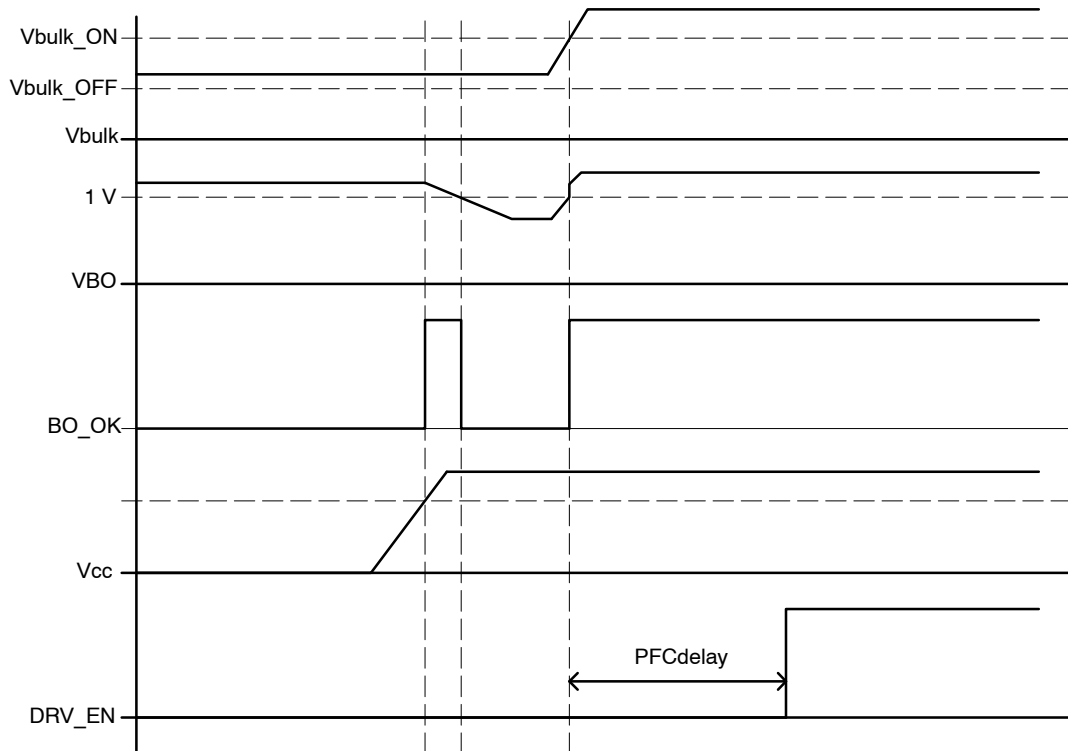 Vbulk_ON
Vbulk_OFF
Vbulk
1 V
VBO
BO_OK
Vcc
PFCdelay
DRV_EN